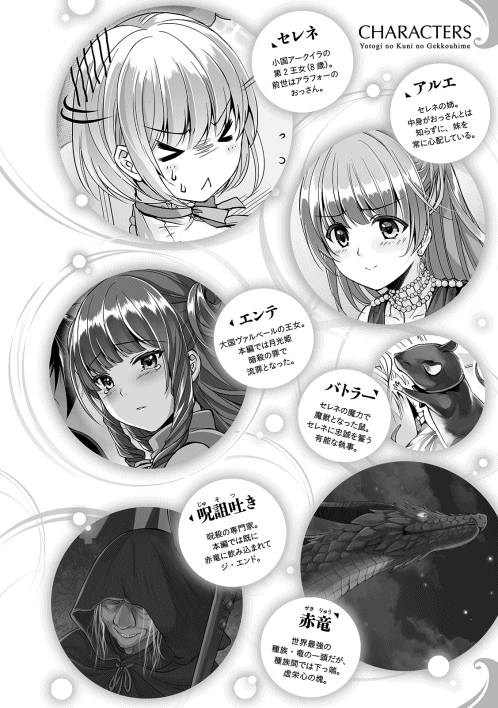 CHARACTERS
Yotogi no Kuni no Gekkouhime
セレネ
小国アークイラの
第2王女(8歳)。
前世はアラフォーの
おっさん。
アルエ
セレネの姉。
中身がおっさんとは
知らずに、妹を
常に心配している。
エンテ
大国ヴァルベールの王女。
本編では月光姫
暗殺の罪で
流罪となった。
バトラー
セレネの魔力で
魔獣となった鼠。
セレネに忠誠を誓う
有能な執事。
じゅ そ つ
呪詛吐き
呪殺の専門家。
本編では既に
赤竜に飲み込まれて
ジ・エンド。
せき りゅう
赤竜
世界最強の
種族・竜の一頭だが、
種族間では下っ端。
虚栄心の塊。